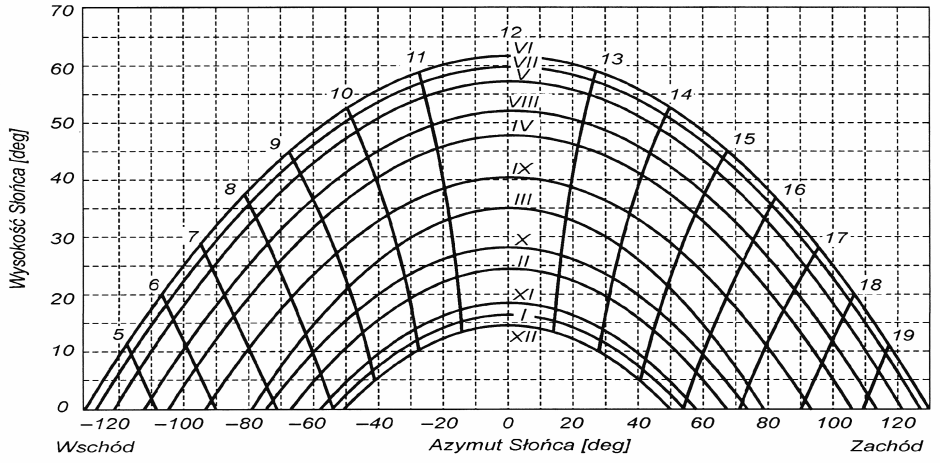 70
60
50
40
30
20
10
0
Wysokość Słońca [deg]
12
11 13
10 14
9 15
8 16
7 17
6 18
5 19
VI
VII
V
VIII
IV
IX
III
X
II
XI
I
XII
−120 −100 −80 −60 −40 −20 0 20 40 60 80 100 120
Wschód Azymut Słońca [deg] Zachód